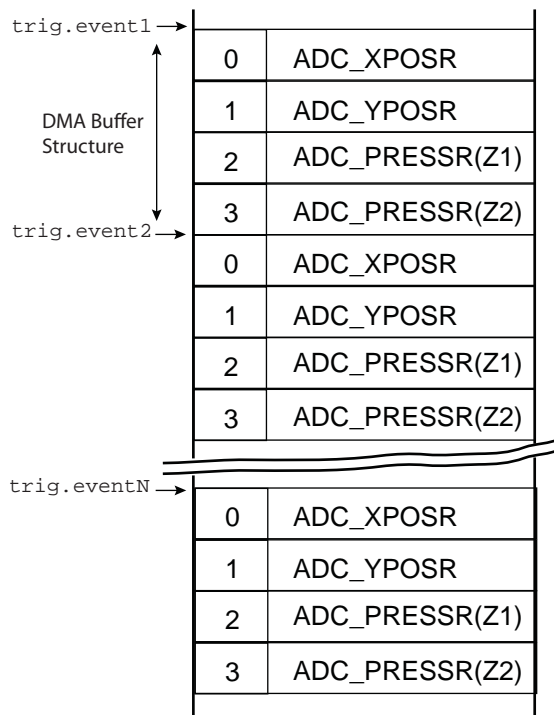 trig.event1
0 ADC_XPOSR
1 ADC_YPOSR
DMA Buffer
Structure
2 ADC_PRESSR(Z1)
3 ADC_PRESSR(Z2)
trig.event2
0 ADC_XPOSR
1 ADC_YPOSR
2 ADC_PRESSR(Z1)
3 ADC_PRESSR(Z2)
trig.eventN
0 ADC_XPOSR
1 ADC_YPOSR
2 ADC_PRESSR(Z1)
3 ADC_PRESSR(Z2)